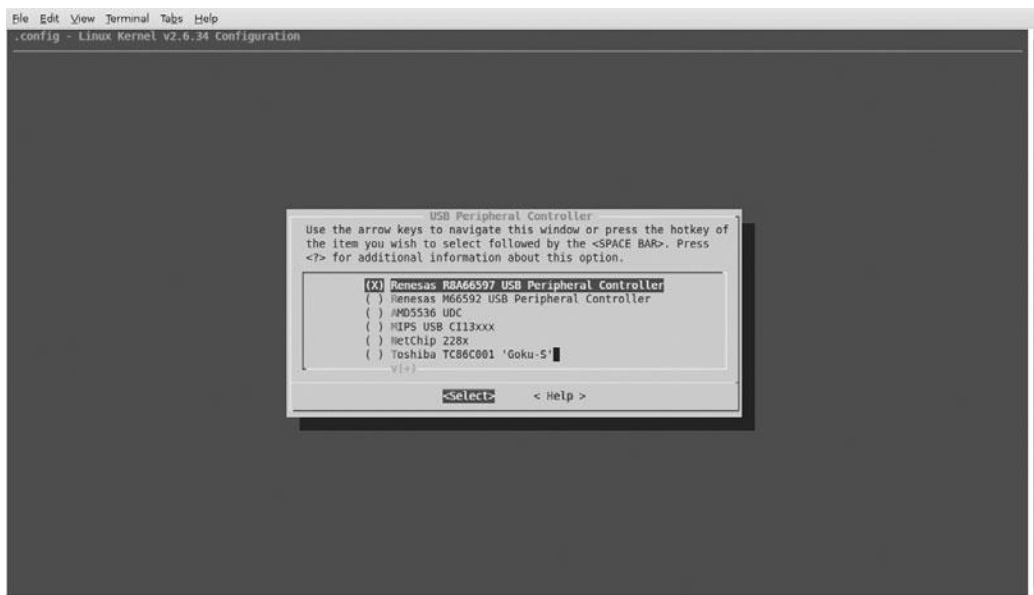 File Edit View Terminal Tabs Help
.config - Linux Kernel v2.6.34 Configuration
USB Peripheral Controller
Use the arrow keys to navigate this window or press the hotkey of
the item you wish to select followed by the <SPACE BAR>. Press
<?> for additional information about this option.
(X) Renesas R8A66597 USB Peripheral Controller
( ) Renesas M66592 USB Peripheral Controller
( ) AMD5536 UDC
( ) MIPS USB CI13xxx
( ) NetChip 228x
( ) Toshiba TC86C001 'Goku-S'
v(+)
<Select> < Help >